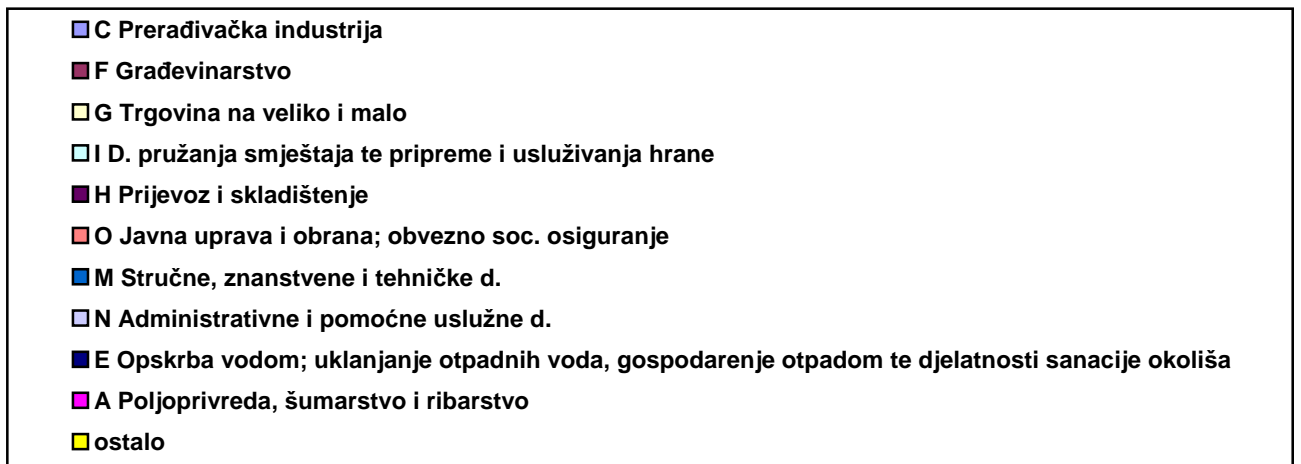 C Prerađivačka industrija
F Građevinarstvo
G Trgovina na veliko i malo
I D. pružanja smještaja te pripreme i usluživanja hrane
H Prijevoz i skladištenje
O Javna uprava i obrana; obvezno soc. osiguranje
M Stručne, znanstvene i tehničke d.
N Administrativne i pomoćne uslužne d.
E Opskrba vodom; uklanjanje otpadnih voda, gospodarenje otpadom te djelatnosti sanacije okoliša
A Poljoprivreda, šumarstvo i ribarstvo
ostalo